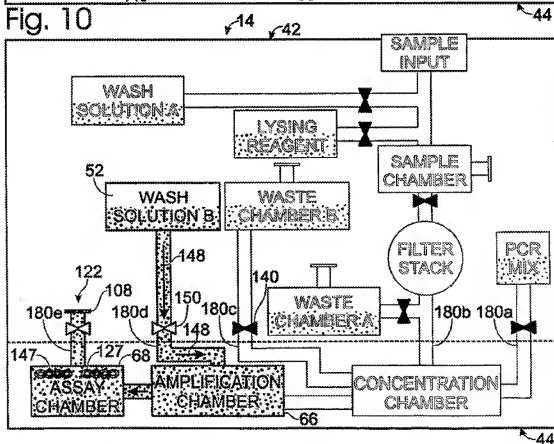 44
Fig. 10
14
42
SAMPLE
INPUT
WASH
SOLUTION A
LYSING
REAGENT
SAMPLE
CHAMBER
52
WASH
SOLUTION B
WASTE
CHAMBER B
FILTER
STACK
PCR
MIX
148
122
108
150
140
WASTE
CHAMBER A
180e
180d
148
180c
180b
180a
147
127
68
ASSAY
CHAMBER
AMPLIFICATION
CHAMBER
CONCENTRATION
CHAMBER
66
44